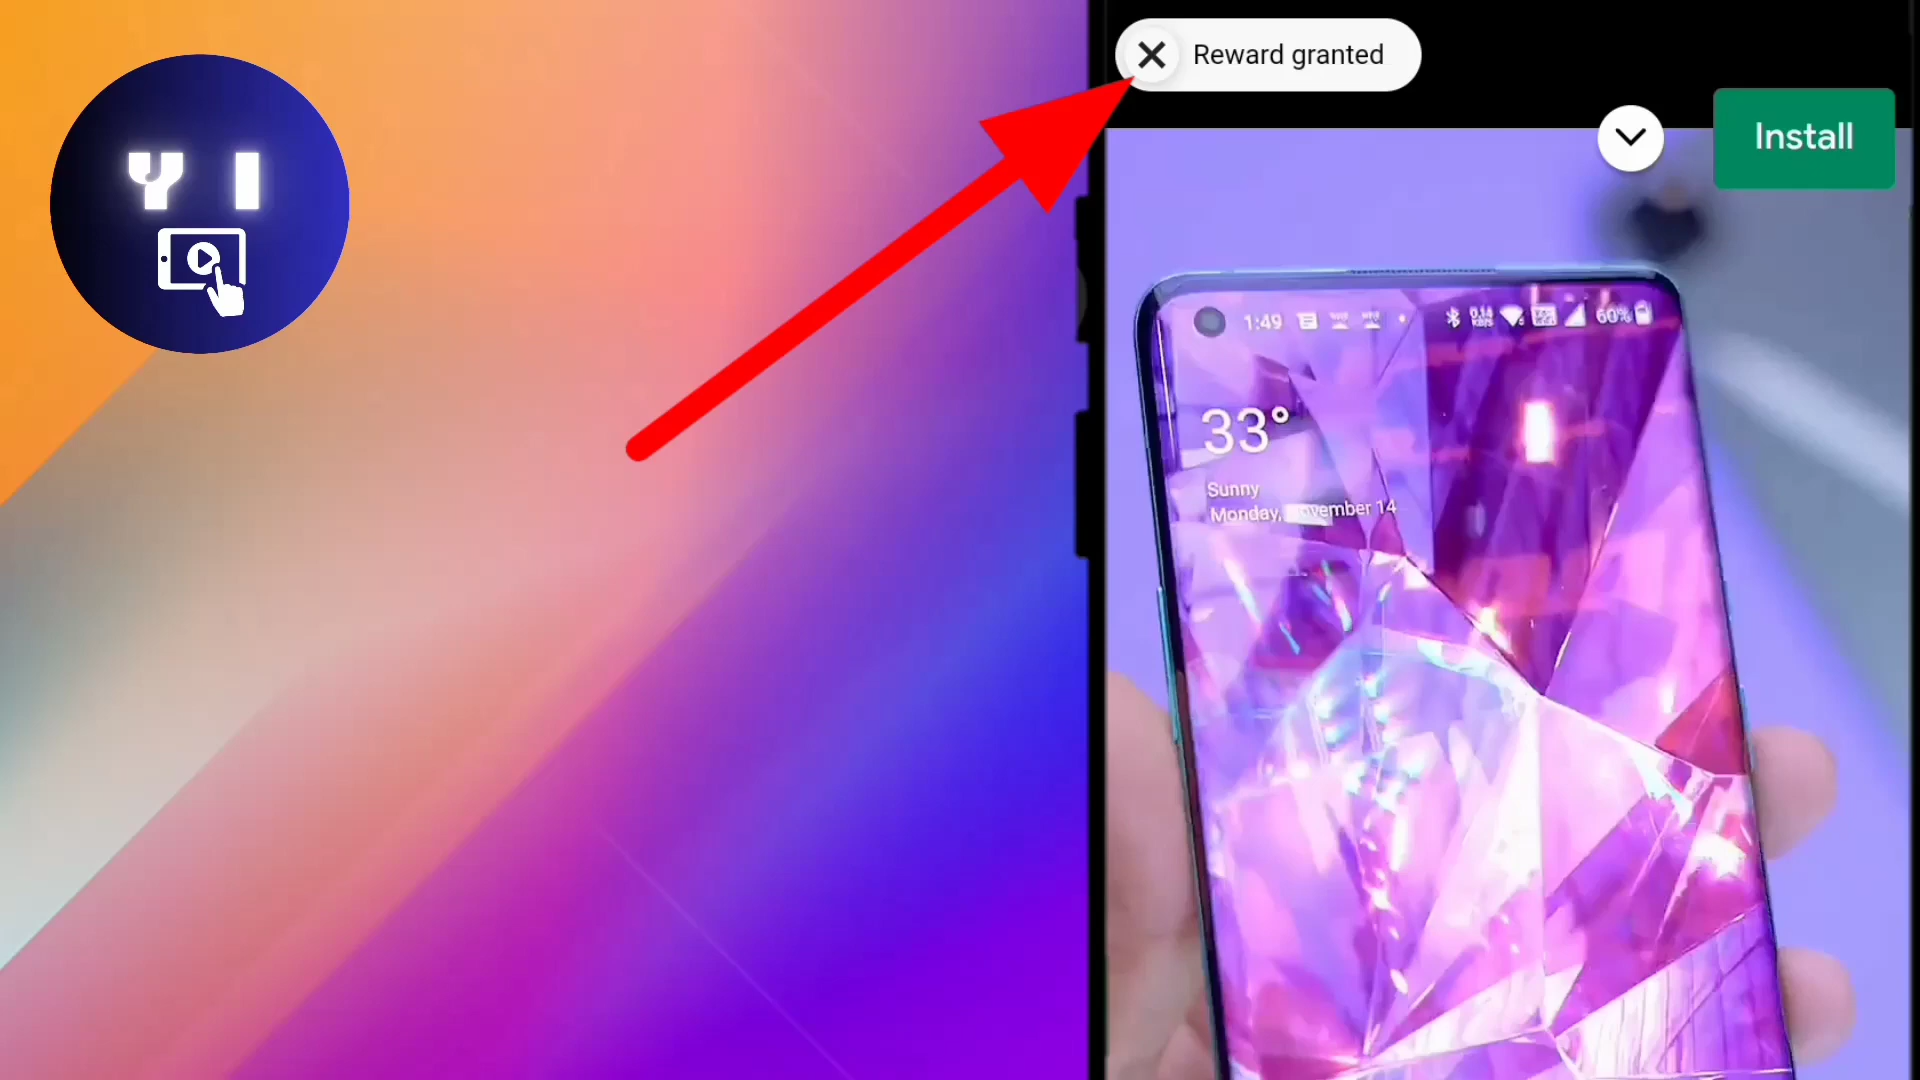 Y I
Reward granted
Install
1:49
60%
33°
Sunny
Monday, November 14